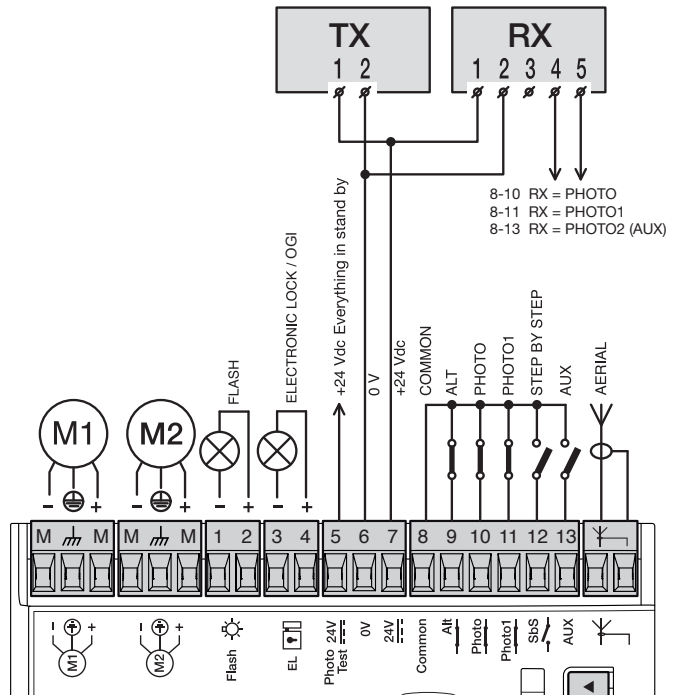 TX
1 2
RX
1 2 3 4 5
8-10 RX = PHOTO
8-11 RX = PHOTO1
8-13 RX = PHOTO2 (AUX)
FLASH
ELECTRONIC LOCK / OGI
+24 Vdc Everything in stand by
0 V
+24 Vdc
COMMON
ALT
PHOTO
PHOTO1
STEP BY STEP
AUX
AERIAL
M1
M2
- +
- +
- +
- +
M M
M M
1 2
3 4
5 6 7
8 9 10 11 12 13
- +
M1
- +
M2
Flash
EL
Photo 24V
Test
0V
24V
Common
Alt
Photo
Photo1
SbS
AUX